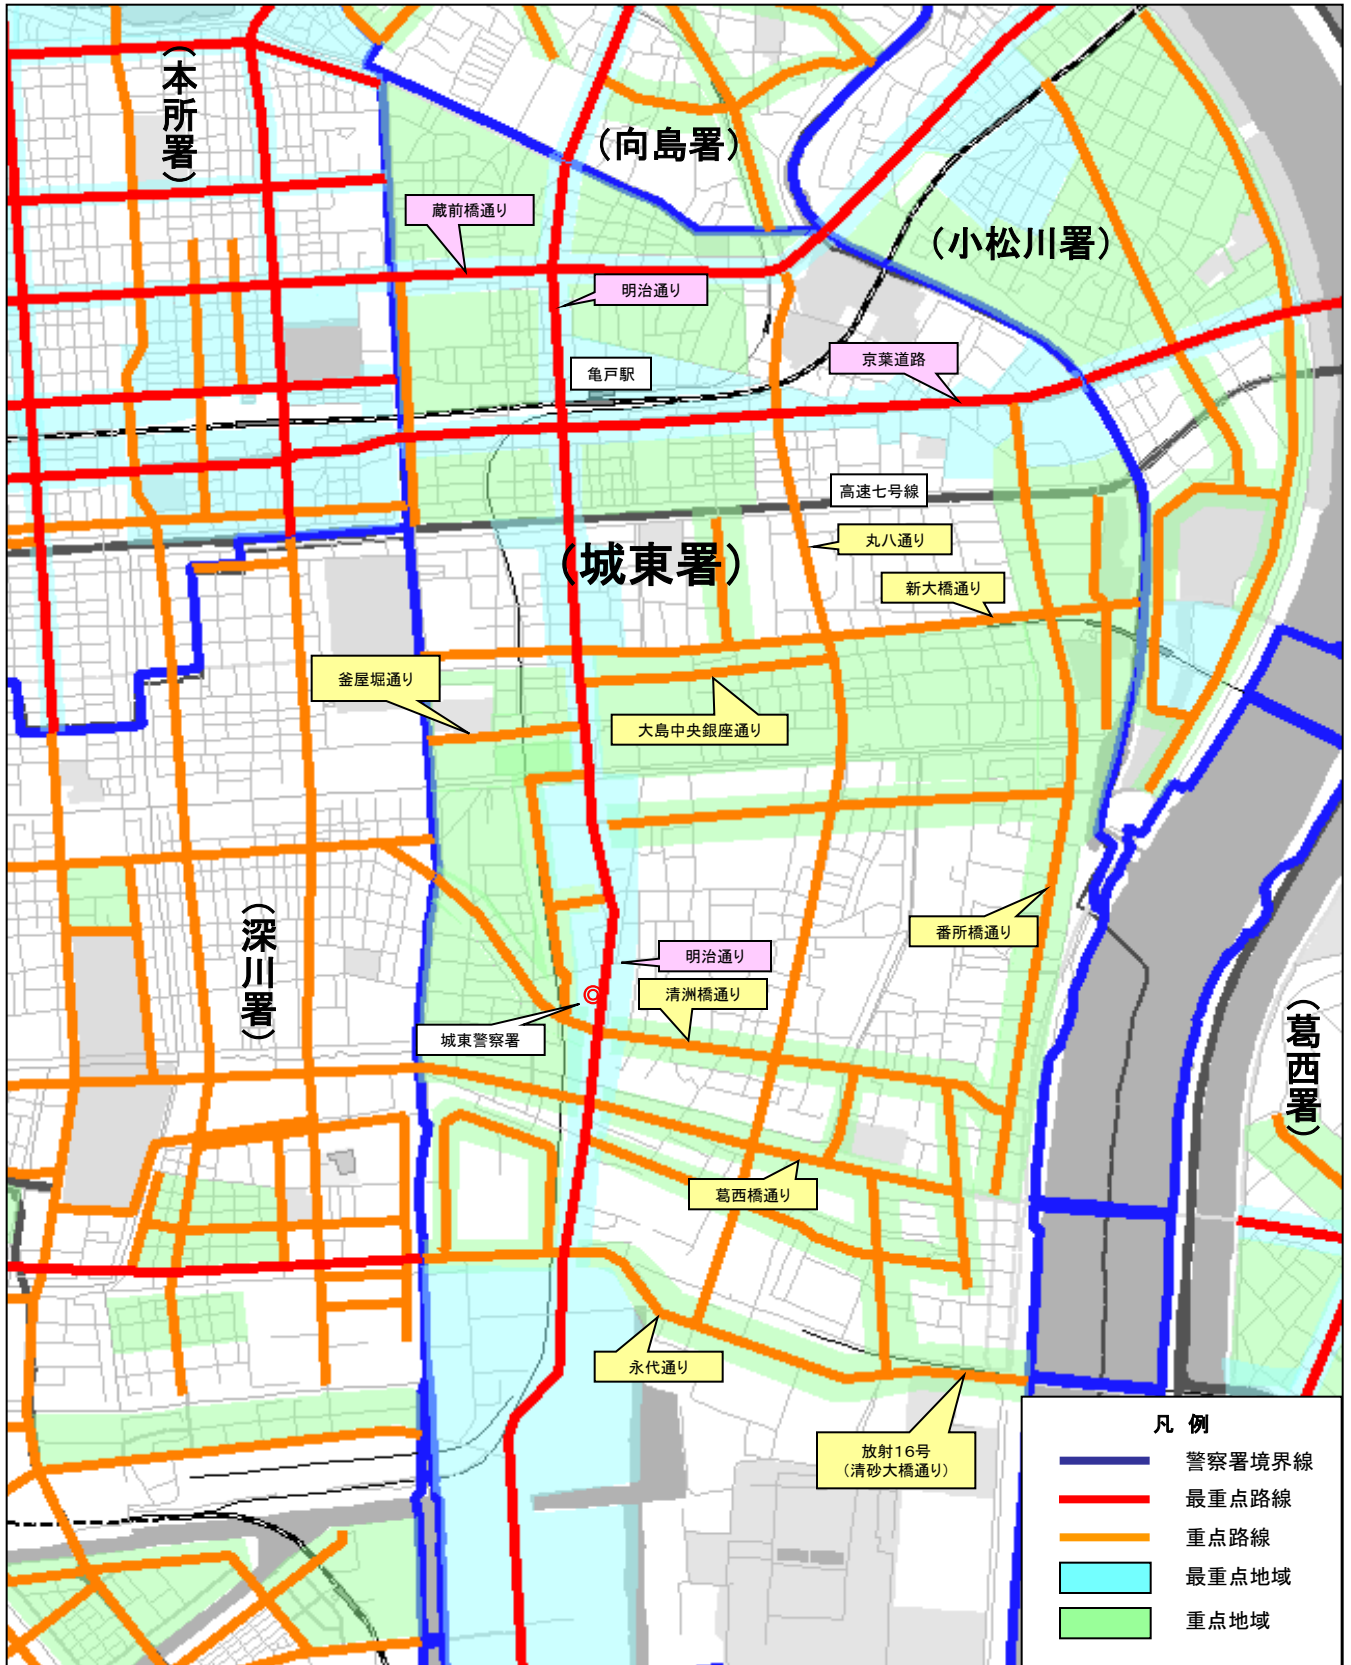 （本所署）
（向島署）
蔵前橋通り
（小松川署）
明治通り
京葉道路
亀戸駅
高速七号線
丸八通り
（城東署）
新大橋通り
釜屋堀通り
大島中央銀座通り
番所橋通り
（深川署）
明治通り
清洲橋通り
城東警察署
（葛西署）
葛西橋通り
永代通り
放射１６号
（清砂大橋通り）
凡 例
警察署境界線
最重点路線
重点路線
最重点地域
重点地域